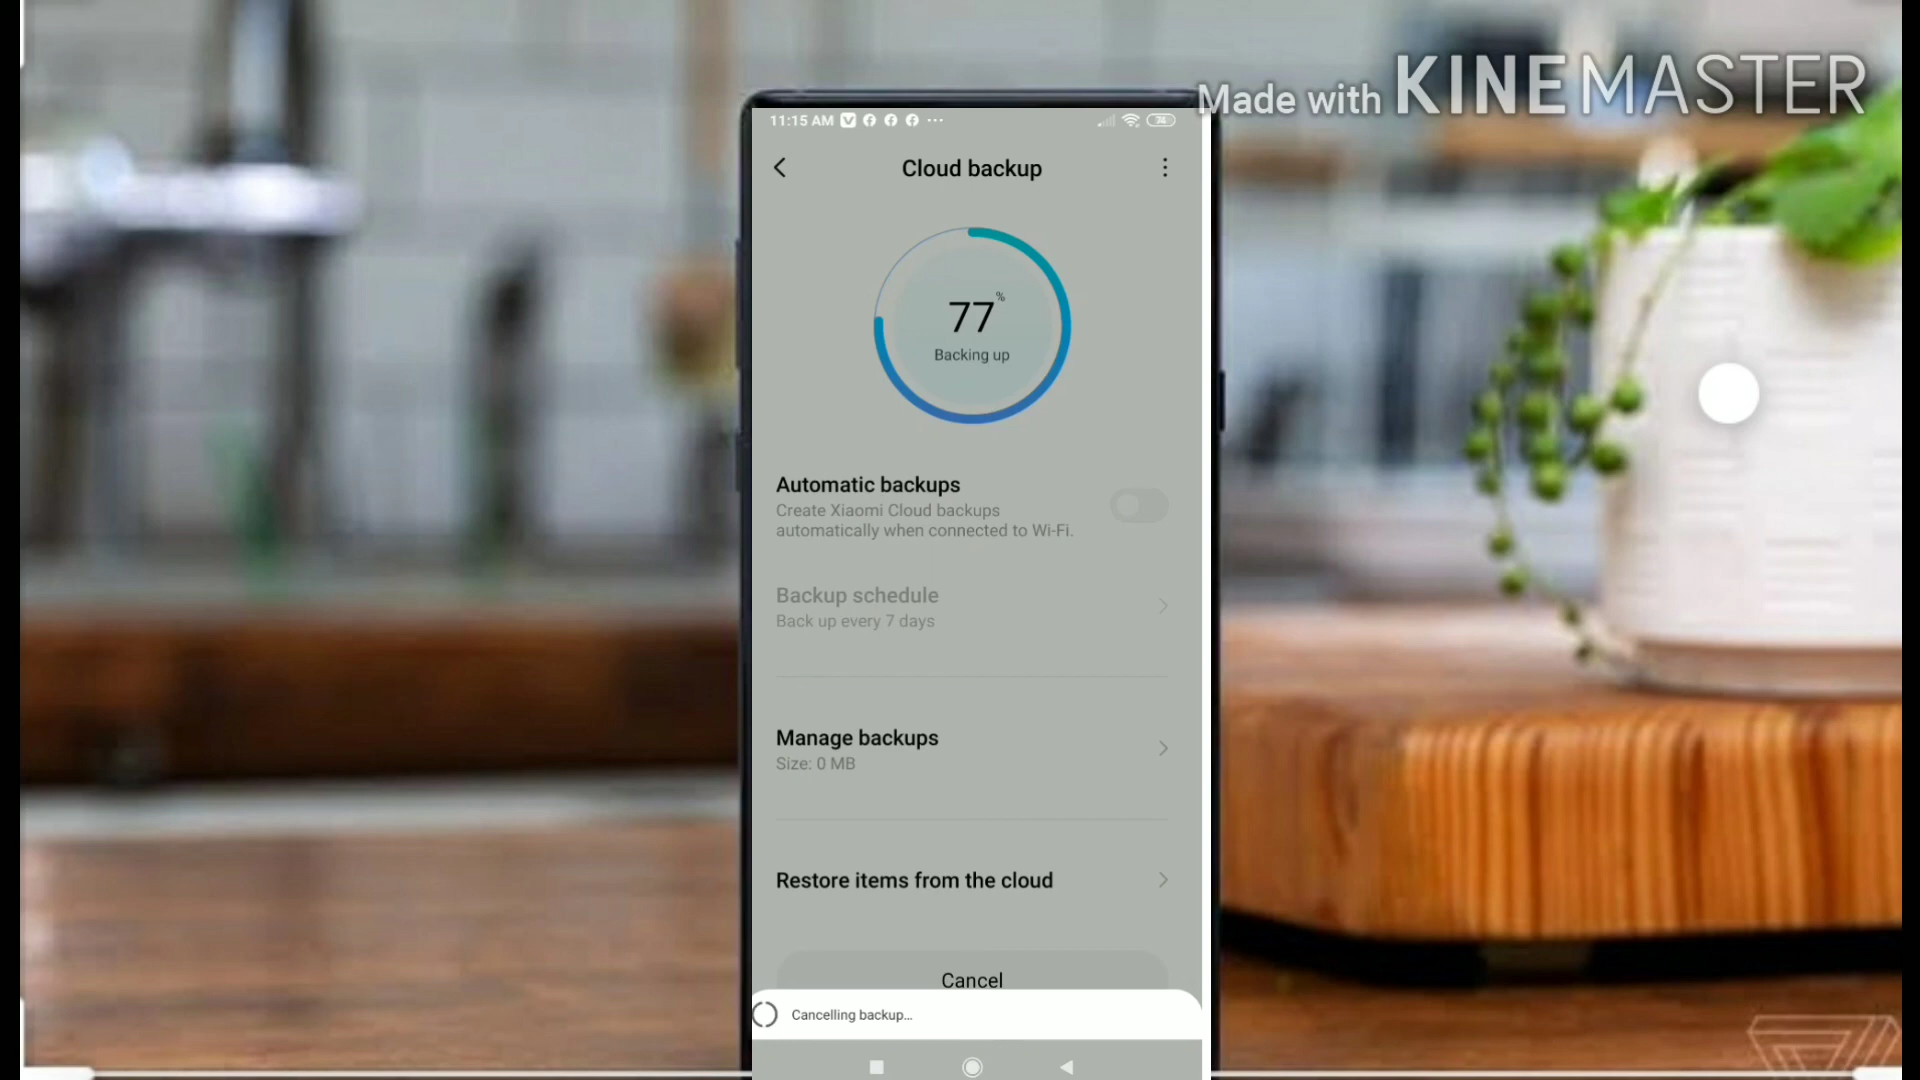 Made with KINEMASTER
11:15 AM
74
Cloud backup
77%
Backing up
Automatic backups
Create Xiaomi Cloud backups
automatically when connected to Wi-Fi.
Backup schedule
Back up every 7 days
Manage backups
Size: 0 MB
Restore items from the cloud
Cancel
Cancelling backup...